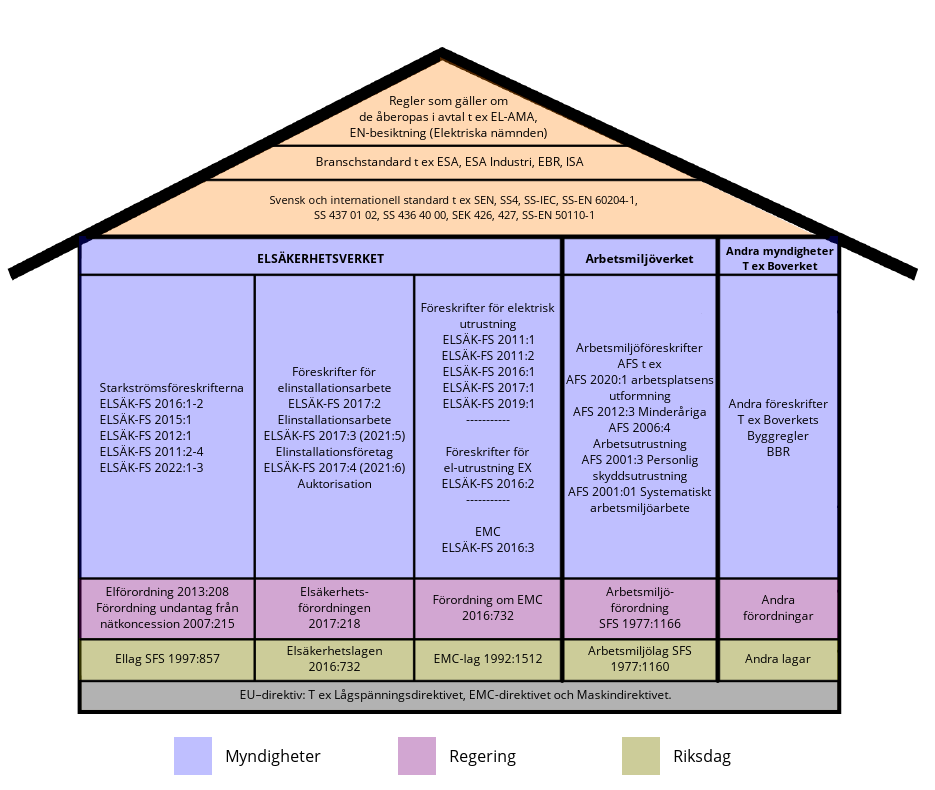 Regler som gäller om
de åberopas i avtal t ex EL-AMA,
EN-besiktning (Elektriska nämnden)
Branschstandard t ex ESA, ESA Industri, EBR, ISA
Svensk och internationell standard t ex SEN, SS4, SS-IEC, SS-EN 60204-1,
SS 437 01 02, SS 436 40 00, SEK 426, 427, SS-EN 50110-1
ELSÄKERHETSVERKET
Arbetsmiljöverket
Andra myndigheter
T ex Boverket
Starkströmsföreskrifterna
ELSÄK-FS 2016:1-2
ELSÄK-FS 2015:1
ELSÄK-FS 2012:1
ELSÄK-FS 2011:2-4
ELSÄK-FS 2022:1-3
Föreskrifter för
elinstallationsarbete
ELSÄK-FS 2017:2
Elinstallationsarbete
ELSÄK-FS 2017:3 (2021:5)
Elinstallationsföretag
ELSÄK-FS 2017:4 (2021:6)
Auktorisation
Föreskrifter för elektrisk
utrustning
ELSÄK-FS 2011:1
ELSÄK-FS 2011:2
ELSÄK-FS 2016:1
ELSÄK-FS 2017:1
ELSÄK-FS 2019:1
-----------
Föreskrifter för
el-utrustning EX
ELSÄK-FS 2016:2
-----------
EMC
ELSÄK-FS 2016:3
Arbetsmiljöföreskrifter
AFS t ex
AFS 2020:1 arbetsplatsens
utformning
AFS 2012:3 Minderåriga
AFS 2006:4
Arbetsutrustning
AFS 2001:3 Personlig
skyddsutrustning
AFS 2001:01 Systematiskt
arbetsmiljöarbete
Andra föreskrifter
T ex Boverkets
Byggregler
BBR
Elförordning 2013:208
Förordning undantag från
nätkoncession 2007:215
Elsäkerhets-
förordningen
2017:218
Förordning om EMC
2016:732
Arbetsmiljö-
förordning
SFS 1977:1166
Andra
förordningar
Ellag SFS 1997:857
Elsäkerhetslagen
2016:732
EMC-lag 1992:1512
Arbetsmiljölag SFS
1977:1160
Andra lagar
EU–direktiv: T ex Lågspänningsdirektivet, EMC-direktivet och Maskindirektivet.
Myndigheter
Regering
Riksdag